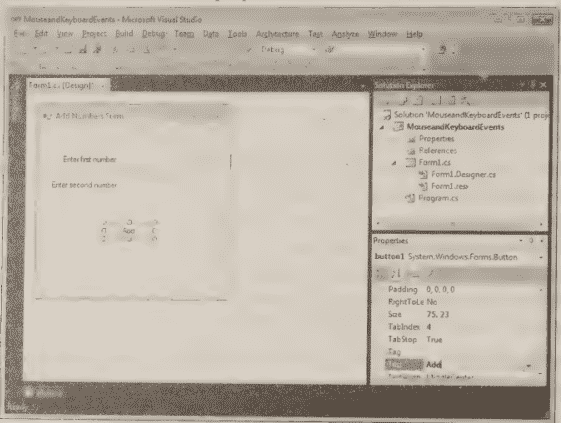 MouseandKeyboardEvents - Microsoft Visual Studio
File Edit View Project Build Debug Team Data Tools Architecture Test Analyze Window Help
Debug
Form1.cs [Design]*
Add Numbers Form
Enter first number
Enter second number
Add
Solution Explorer
Solution 'MouseandKeyboardEvents' (1 proj
MouseandKeyboardEvents
Properties
References
Form1.cs
Form1.Designer.cs
Form1.resx
Program.cs
Properties
button1 System.Windows.Forms.Button
Padding 0, 0, 0, 0
RightToLe No
Size 75, 23
TabIndex 4
TabStop True
Tag
Add